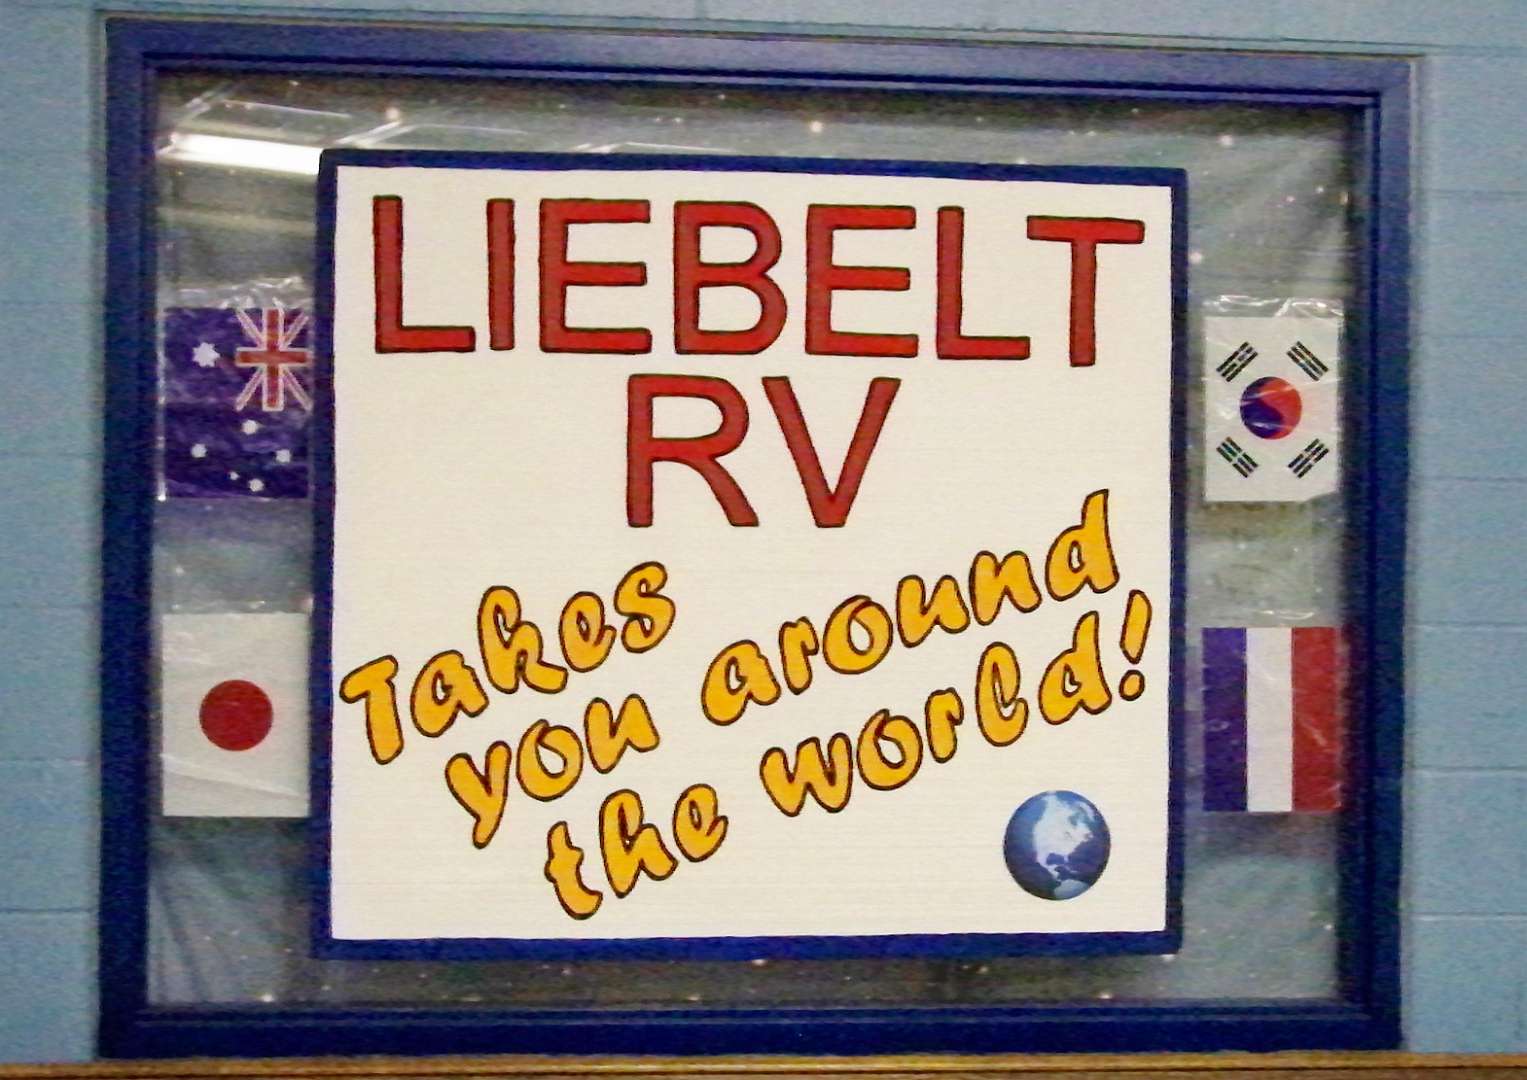 LIEBELT
RV
Takes
you around
the world!